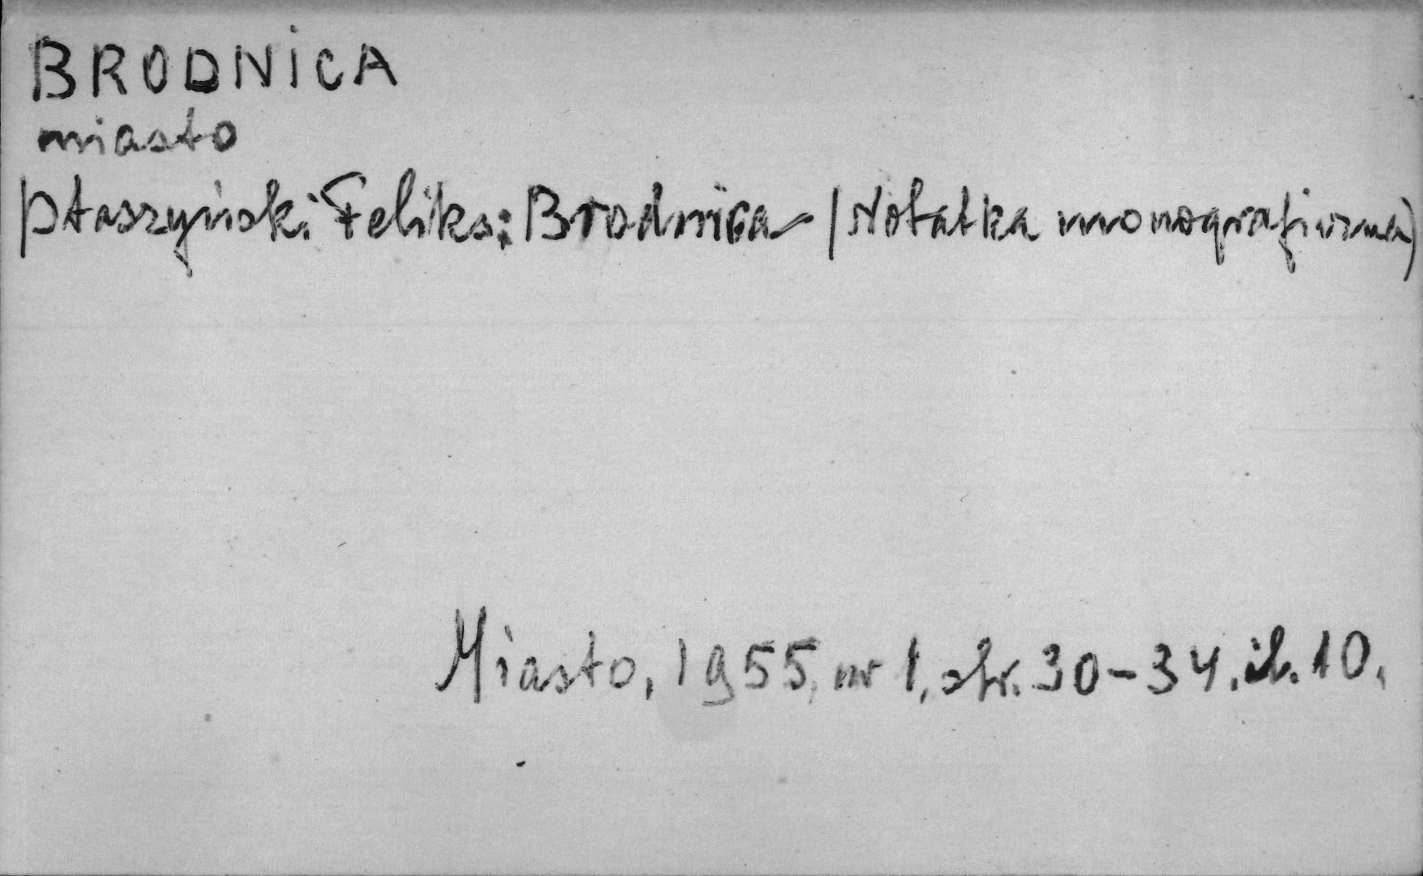 BRODNICA
miasto
Ptaszyński Feliks: Brodnica (Notatka monograficzna)
Miasto, 1955, nr 1, str. 30-34, il. 10.